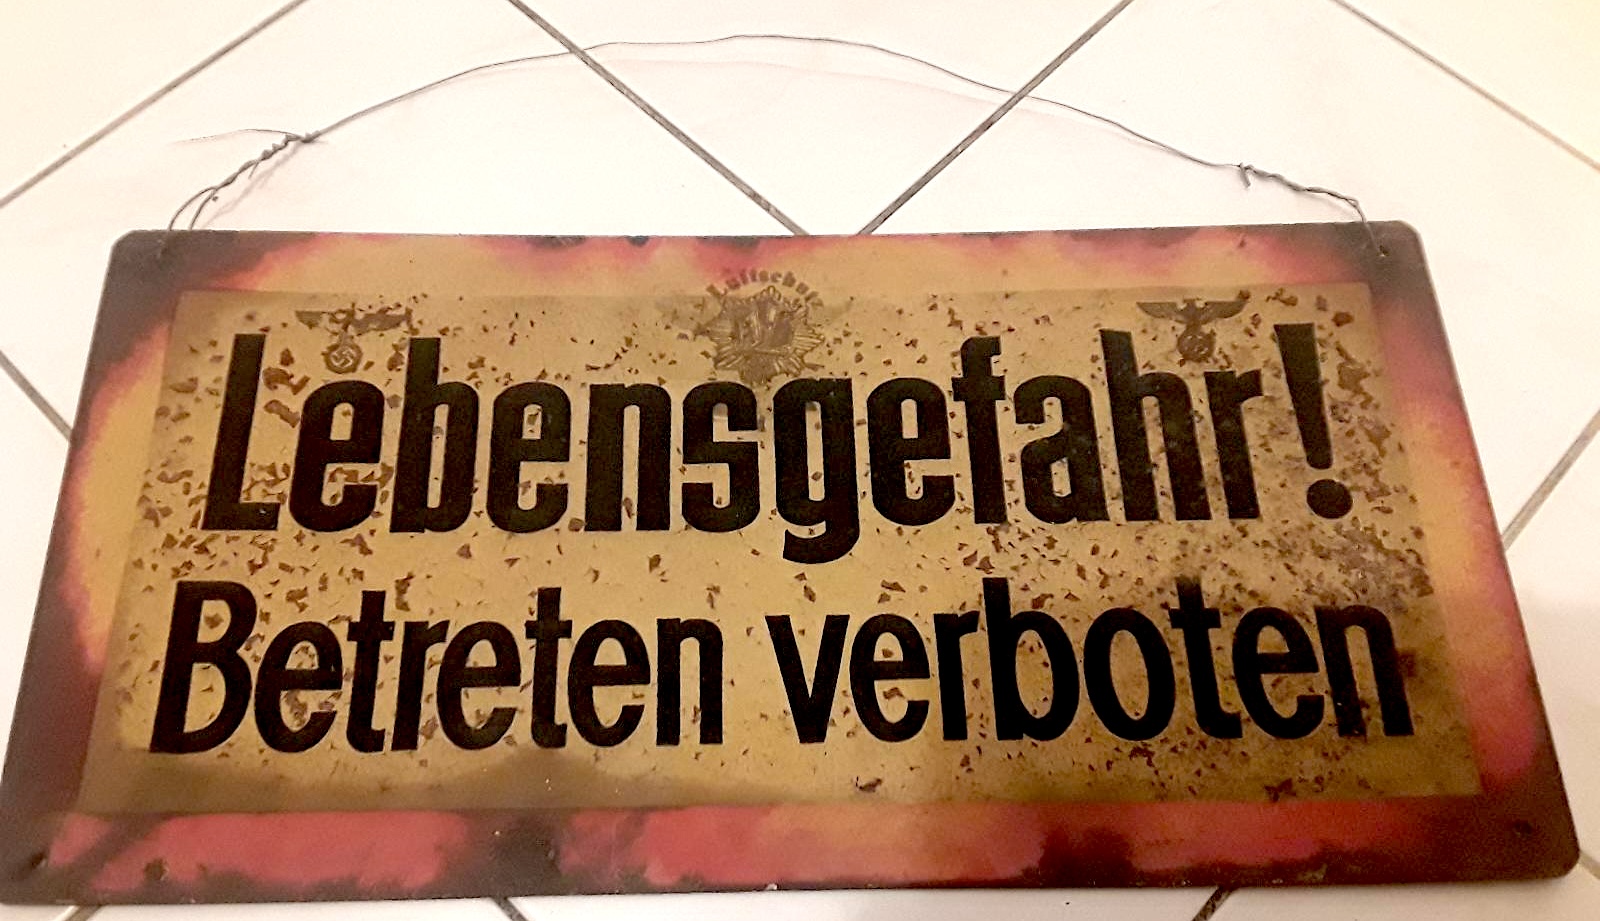 Luftschutz
Lebensgefahr!
Betreten verboten